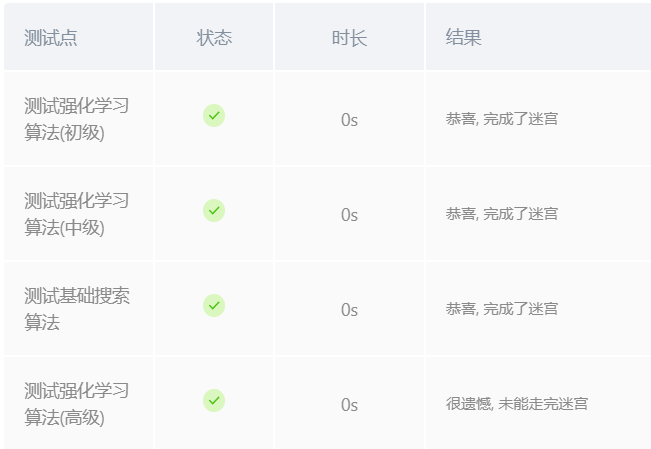 测试点 状态 时长 结果
测试强化学习
算法(初级)
0s 恭喜, 完成了迷宫
测试强化学习
算法(中级)
0s 恭喜, 完成了迷宫
测试基础搜索
算法
0s 恭喜, 完成了迷宫
测试强化学习
算法(高级)
0s 很遗憾, 未能走完迷宫